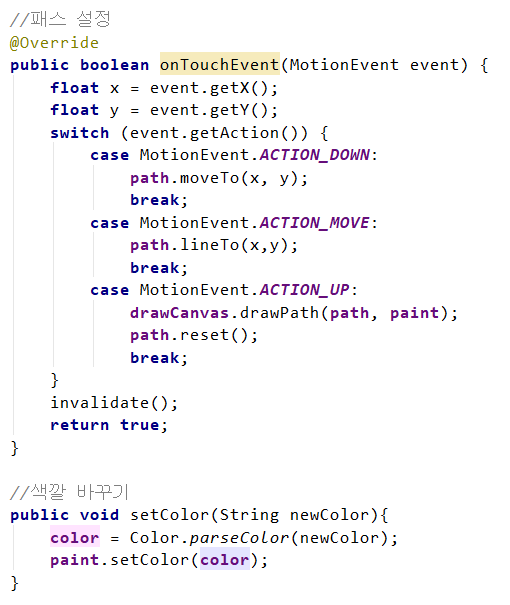 //패스 설정
@Override
public boolean onTouchEvent(MotionEvent event) {
    float x = event.getX();
    float y = event.getY();
    switch (event.getAction()) {
        case MotionEvent.ACTION_DOWN:
            path.moveTo(x, y);
            break;
        case MotionEvent.ACTION_MOVE:
            path.lineTo(x,y);
            break;
        case MotionEvent.ACTION_UP:
            drawCanvas.drawPath(path, paint);
            path.reset();
            break;
    }
    invalidate();
    return true;
}
//색깔 바꾸기
public void setColor(String newColor){
    color = Color.parseColor(newColor);
    paint.setColor(color);
}